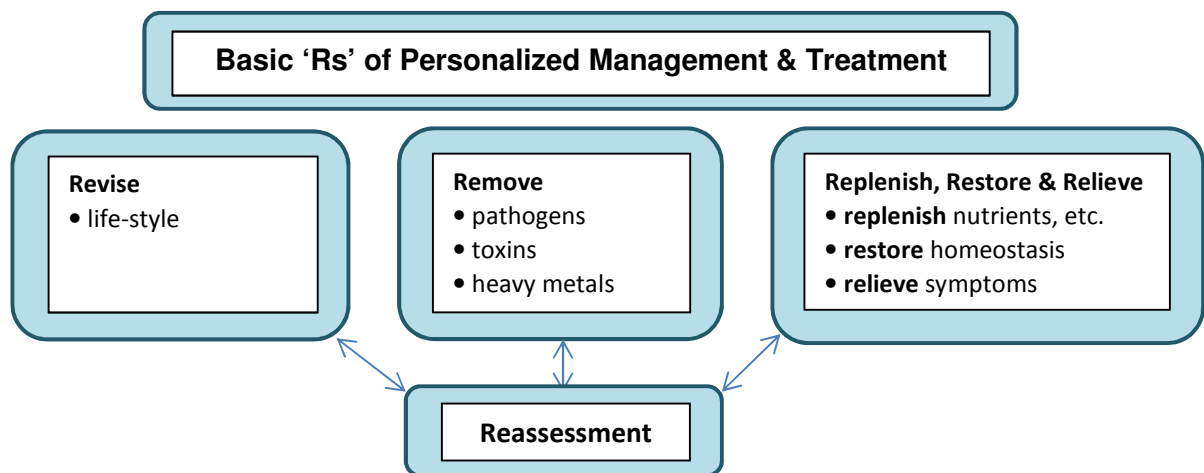 Basic ‘Rs’ of Personalized Management & Treatment
Revise
• life-style
Remove
• pathogens
• toxins
• heavy metals
Replenish, Restore & Relieve
• replenish nutrients, etc.
• restore homeostasis
• relieve symptoms
Reassessment